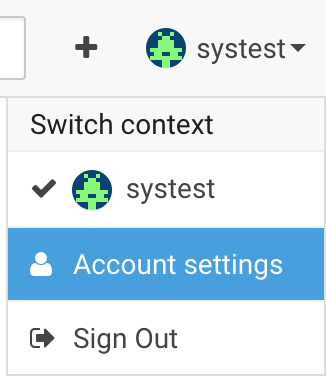 systest
Switch context
systest
Account settings
Sign Out